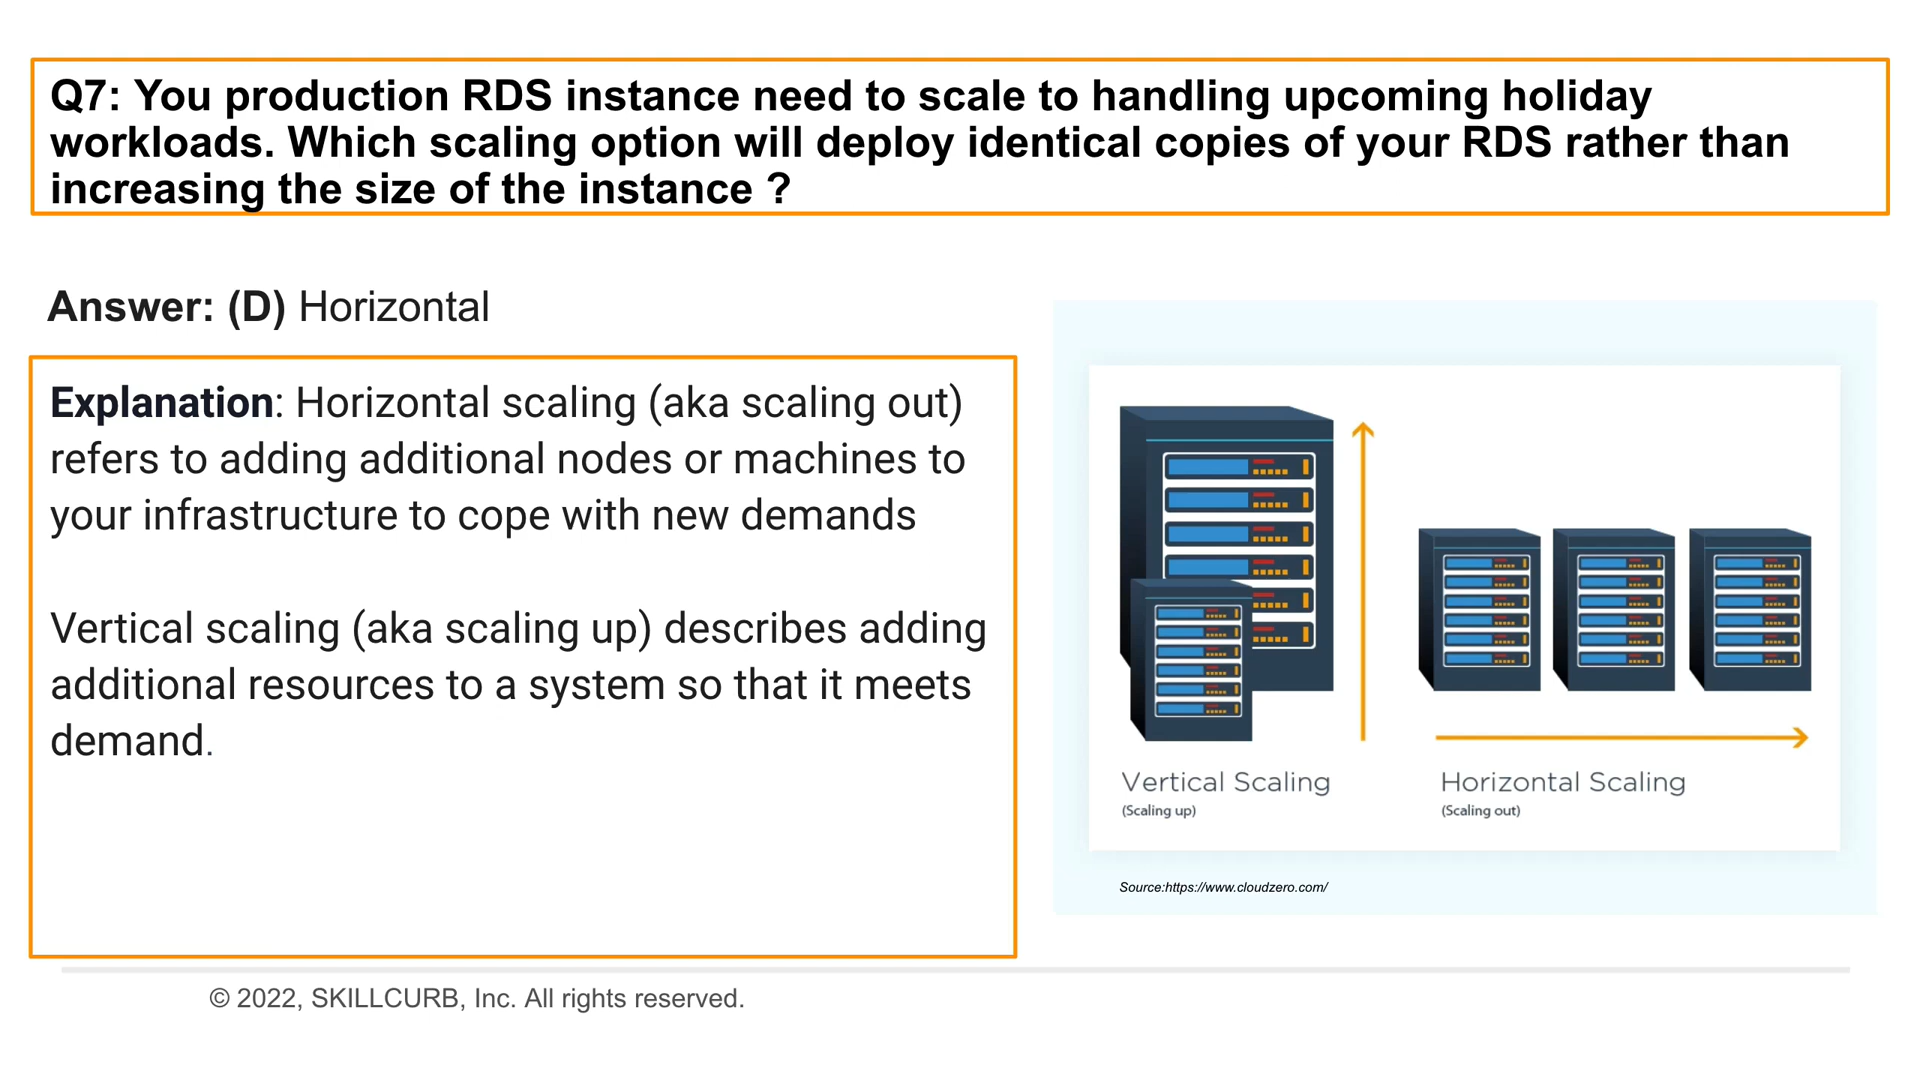 Q7: You production RDS instance need to scale to handling upcoming holiday
workloads. Which scaling option will deploy identical copies of your RDS rather than
increasing the size of the instance ?
Answer: (D) Horizontal
Explanation: Horizontal scaling (aka scaling out)
refers to adding additional nodes or machines to
your infrastructure to cope with new demands
Vertical scaling (aka scaling up) describes adding
additional resources to a system so that it meets
demand.
Vertical Scaling
(Scaling up)
Horizontal Scaling
(Scaling out)
Source:https://www.cloudzero.com/
© 2022, SKILLCURB, Inc. All rights reserved.